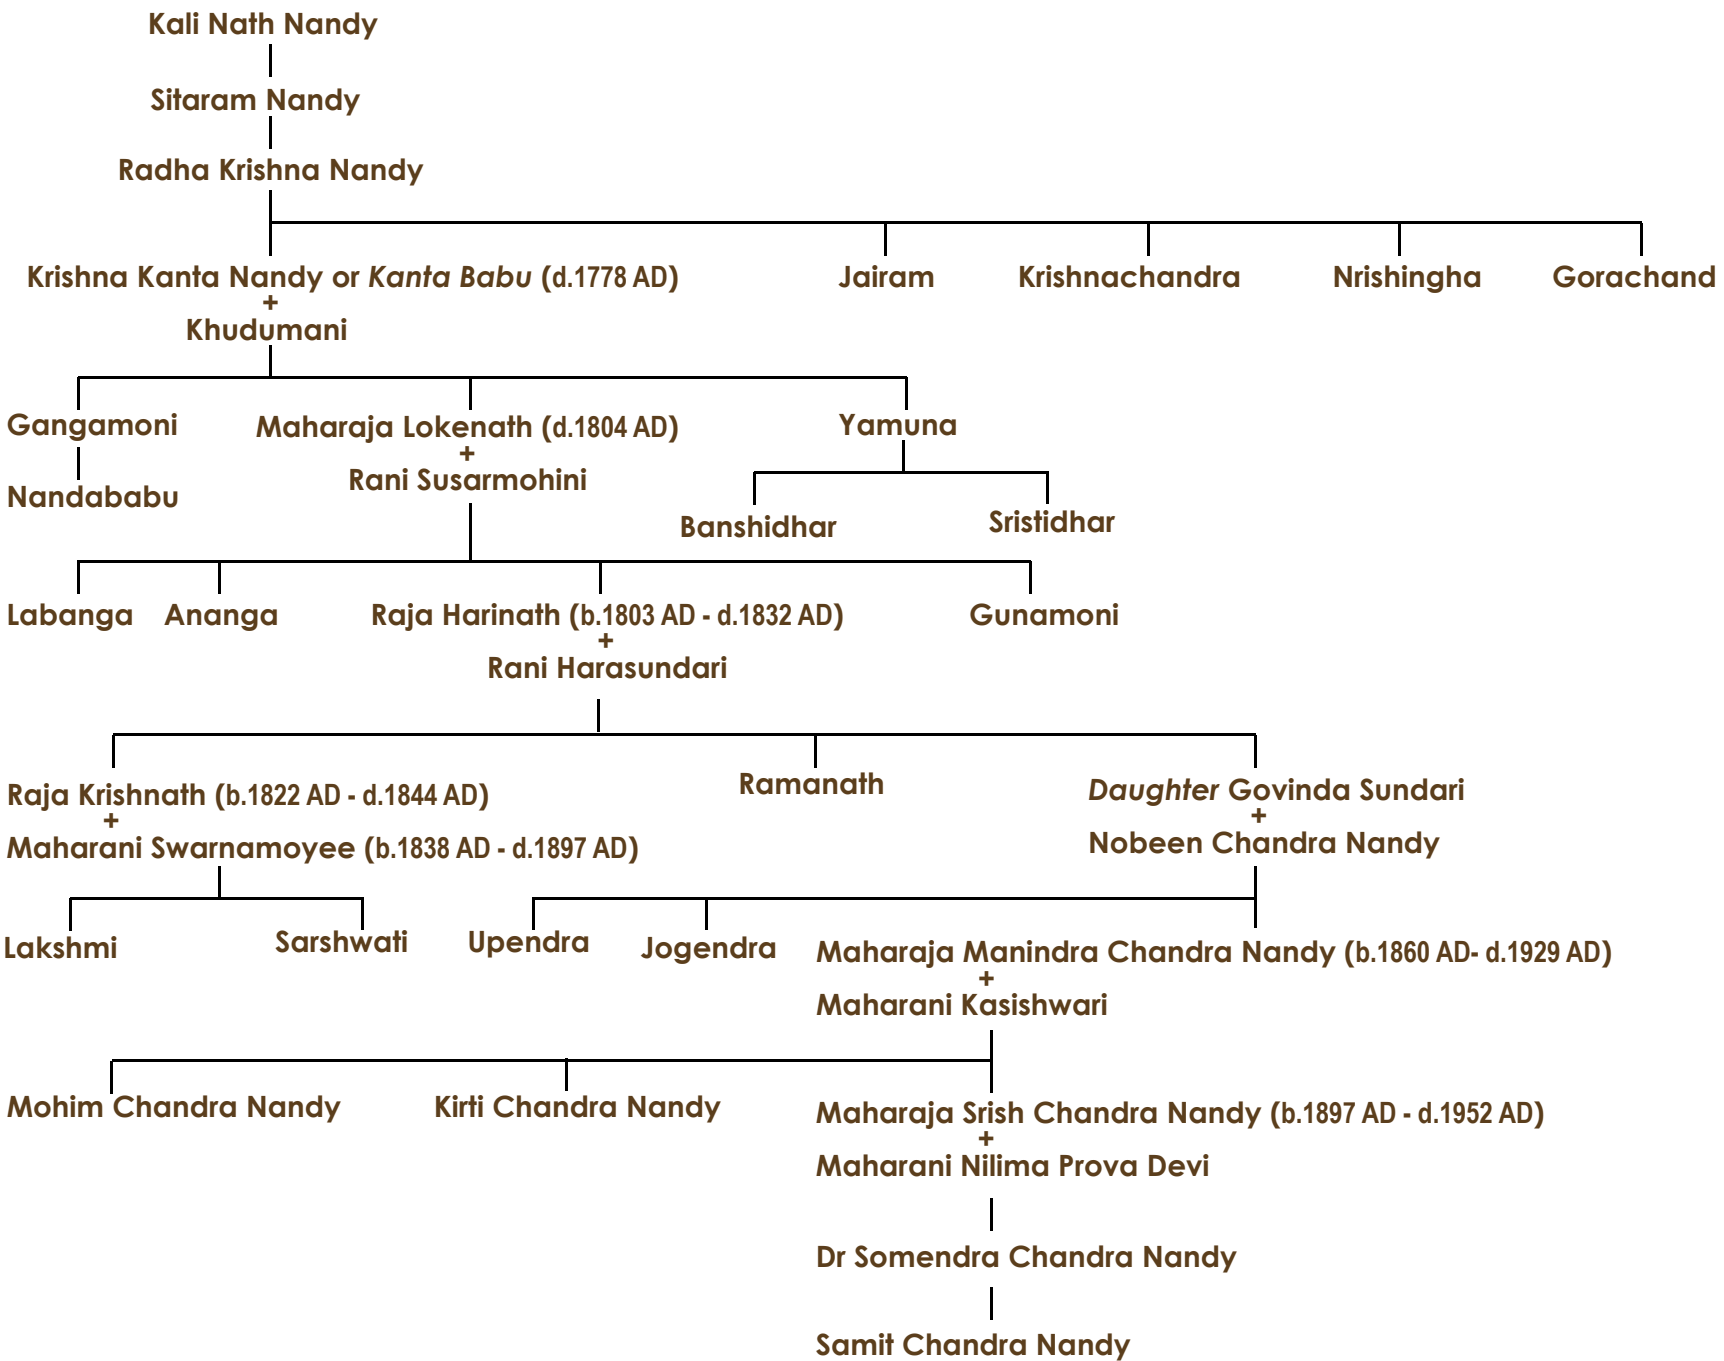 Kali Nath Nandy
Sitaram Nandy
Radha Krishna Nandy
Krishna Kanta Nandy or Kanta Babu (d.1778 AD)
Jairam
Krishnachandra
Nrishingha
Gorachand
+
Khudumani
Gangamoni
Maharaja Lokenath (d.1804 AD)
Yamuna
+
Rani Susarmohini
Nandababu
Banshidhar
Sristidhar
Labanga
Ananga
Raja Harinath (b.1803 AD - d.1832 AD)
Gunamoni
+
Rani Harasundari
Raja Krishnath (b.1822 AD - d.1844 AD)
Ramanath
Daughter Govinda Sundari
+
+
Maharani Swarnamoyee (b.1838 AD - d.1897 AD)
Nobeen Chandra Nandy
Lakshmi
Sarshwati
Upendra
Jogendra
Maharaja Manindra Chandra Nandy (b.1860 AD- d.1929 AD)
+
Maharani Kasishwari
Mohim Chandra Nandy
Kirti Chandra Nandy
Maharaja Srish Chandra Nandy (b.1897 AD - d.1952 AD)
+
Maharani Nilima Prova Devi
Dr Somendra Chandra Nandy
Samit Chandra Nandy